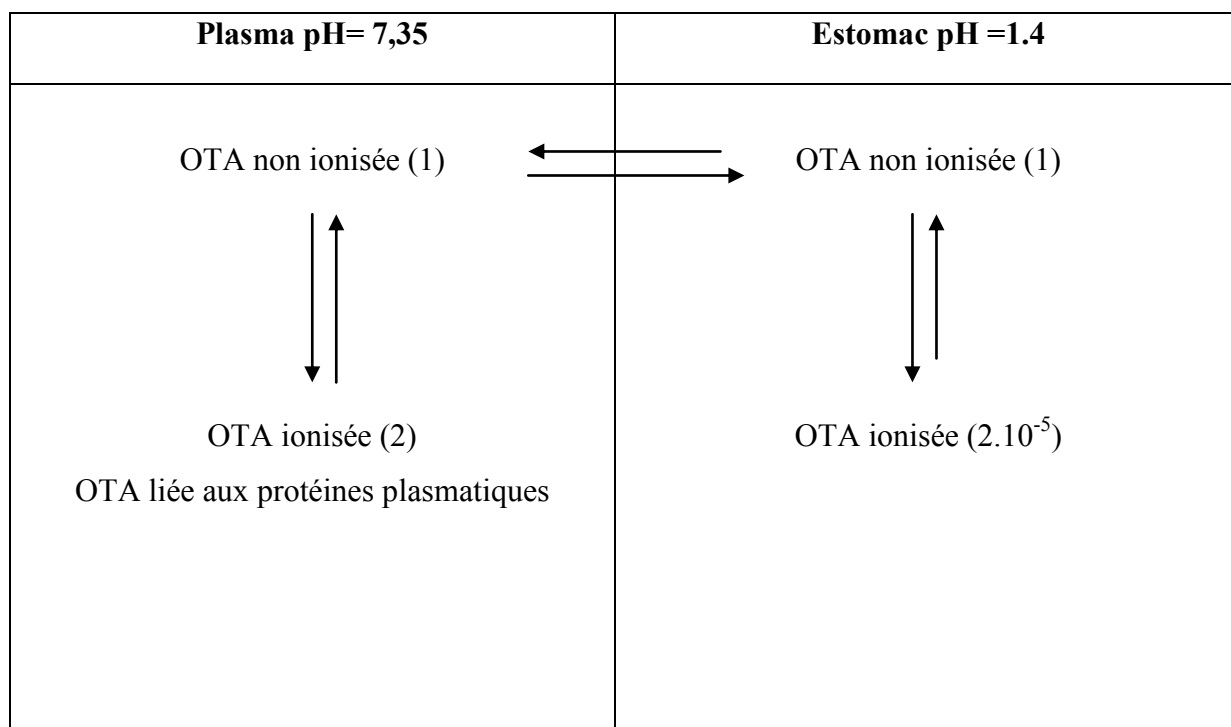 Plasma pH= 7,35
Estomac pH =1.4
OTA non ionisée (1)
OTA non ionisée (1)
OTA ionisée (2)
OTA ionisée (2.10⁻⁵)
OTA liée aux protéines plasmatiques